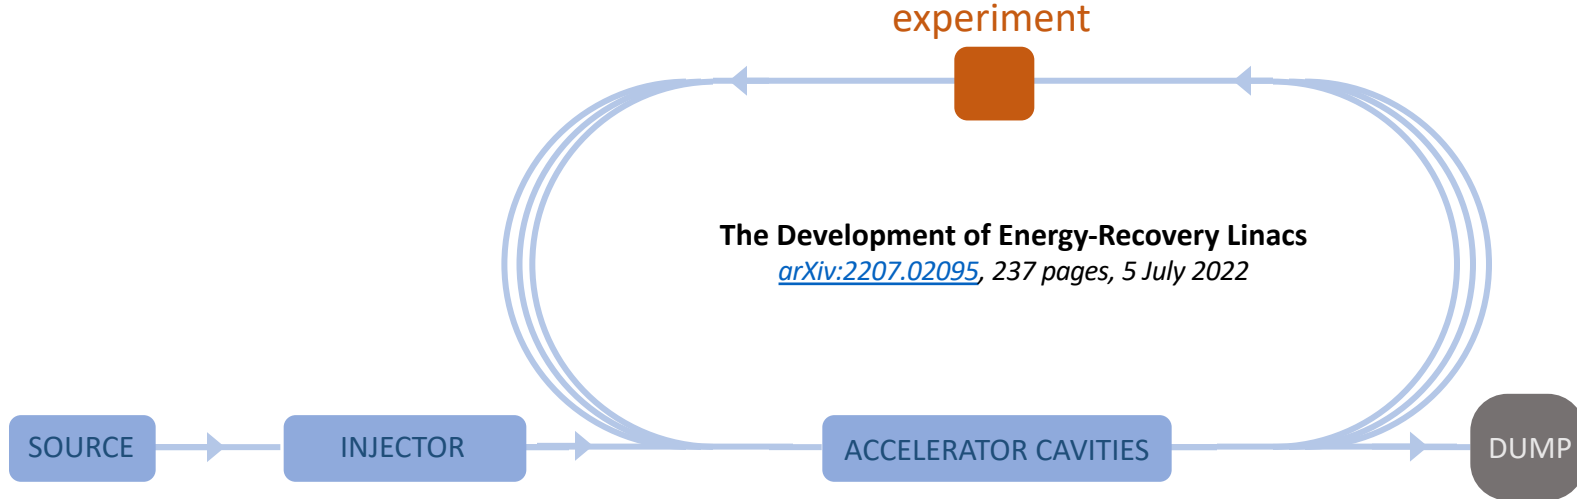 experiment
The Development of Energy-Recovery Linacs
arXiv:2207.02095, 237 pages, 5 July 2022
SOURCE
INJECTOR
ACCELERATOR CAVITIES
DUMP